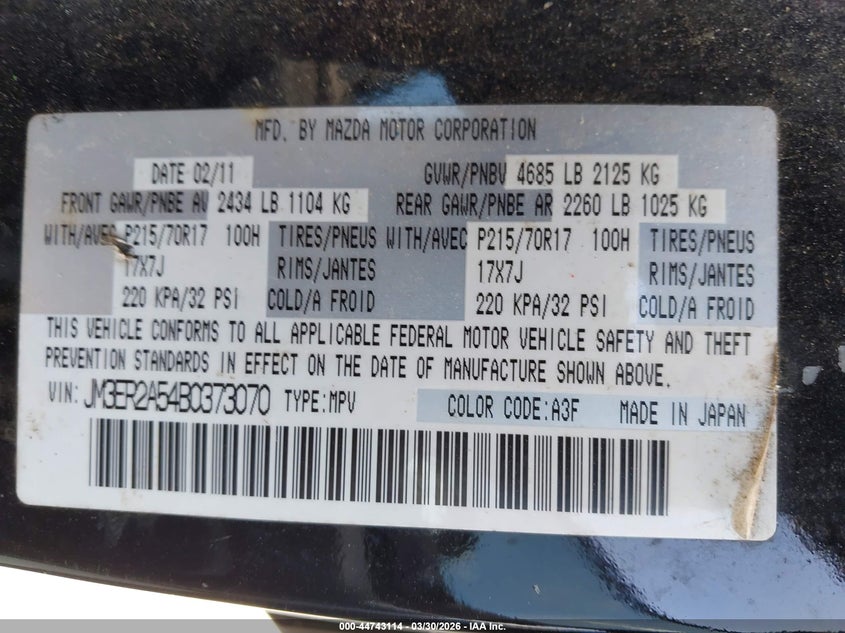 MFD. BY MAZDA MOTOR CORPORATION
DATE 02/11 GVWR/PNBV 4685 LB 2125 KG
FRONT GAWR/PNBE AV 2434 LB 1104 KG REAR GAWR/PNBE AR 2260 LB 1025 KG
WITH/AVEC P215/70R17 100H TIRES/PNEUS WITH/AVEC P215/70R17 100H TIRES/PNEUS
17X7J RIMS/JANTES 17X7J RIMS/JANTES
220 KPA/32 PSI COLD/A FROID 220 KPA/32 PSI COLD/A FROID
THIS VEHICLE CONFORMS TO ALL APPLICABLE FEDERAL MOTOR VEHICLE SAFETY AND THEFT
PREVENTION STANDARDS IN EFFECT ON THE DATE OF MANUFACTURE SHOWN ABOVE.
VIN: JM3ER2A54B0373070 TYPE:MPV COLOR CODE:A3F MADE IN JAPAN
000-44743114 - 03/30/2026 - IAA Inc.